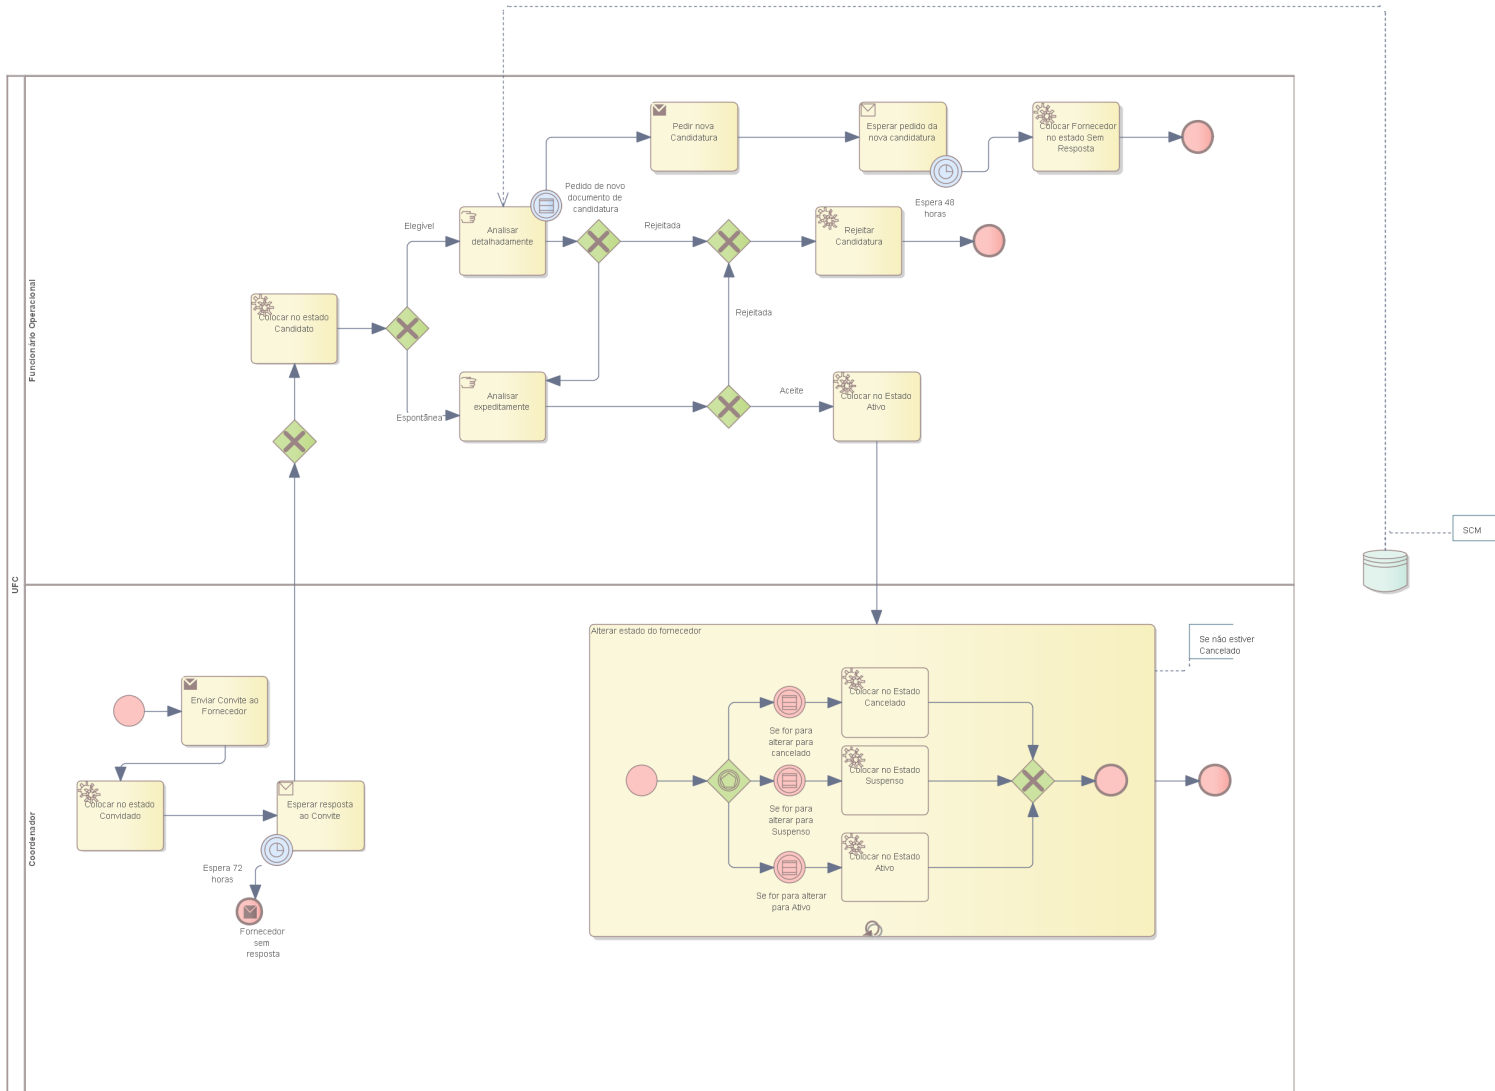 UFC
Funcionário Operacional
Pedir nova
Candidatura
Esperar pedido da
nova candidatura
Colocar Fornecedor
no estado Sem
Resposta
Espera 48
horas
Pedido de novo
documento de
candidatura
Elegível
Analisar
detalhadamente
Rejeitada
Rejeitar
Candidatura
Colocar no estado
Candidato
Rejeitada
Espontânea
Analisar
expeditamente
Aceite
Colocar no Estado
Ativo
SCM
Coordenador
Enviar Convite ao
Fornecedor
Colocar no estado
Convidado
Esperar resposta
ao Convite
Espera 72
horas
Fornecedor
sem
resposta
Alterar estado do fornecedor
Se não estiver
Cancelado
Colocar no Estado
Cancelado
Se for para
alterar para
cancelado
Colocar no Estado
Suspenso
Se for para
alterar para
Suspenso
Colocar no Estado
Ativo
Se for para alterar
para Ativo